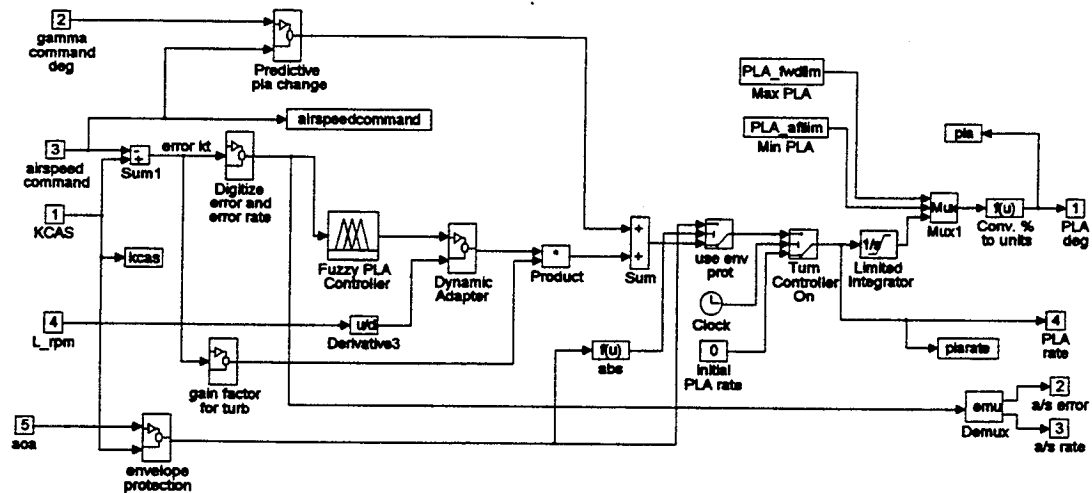 2
gamma
command
deg
Predictive
pla change
airspeedcommand
3
airspeed
command
-
+
Sum1
error kt
Digitize
error and
error rate
1
KCAS
kcas
Fuzzy PLA
Controller
Dynamic
Adapter
*
Product
+
+
Sum
4
L_rpm
u/d
Derivative3
gain factor
for turb
5
aoa
envelope
protection
f(u)
abs
use env
prot
Clock
0
initial
PLA rate
Turn
Controller
On
1/s
Limited
Integrator
PLA_fwdlim
Max PLA
PLA_aftlim
Min PLA
Mux
Mux1
f(u)
Conv. %
to units
pla
1
PLA
deg
4
PLA
rate
plarate
emu
Demux
2
a/s error
3
a/s rate